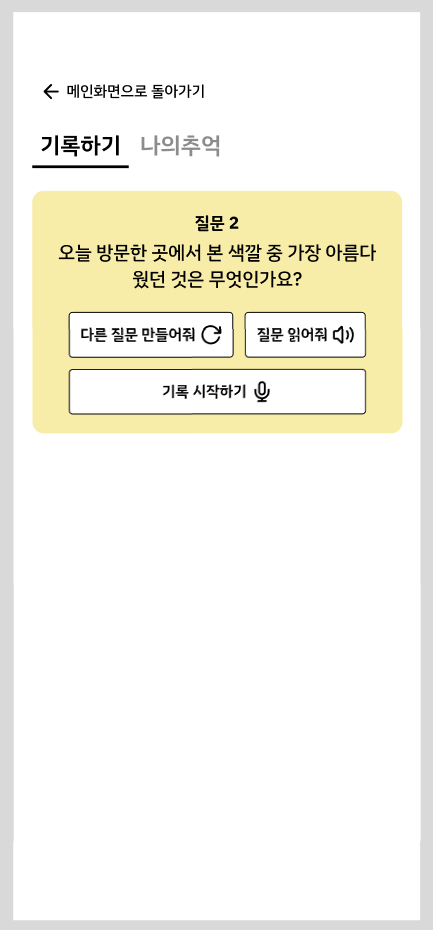 메인화면으로 돌아가기
기록하기 나의추억
질문 2
오늘 방문한 곳에서 본 색깔 중 가장 아름다
웠던 것은 무엇인가요?
다른 질문 만들어줘 질문 읽어줘
기록 시작하기